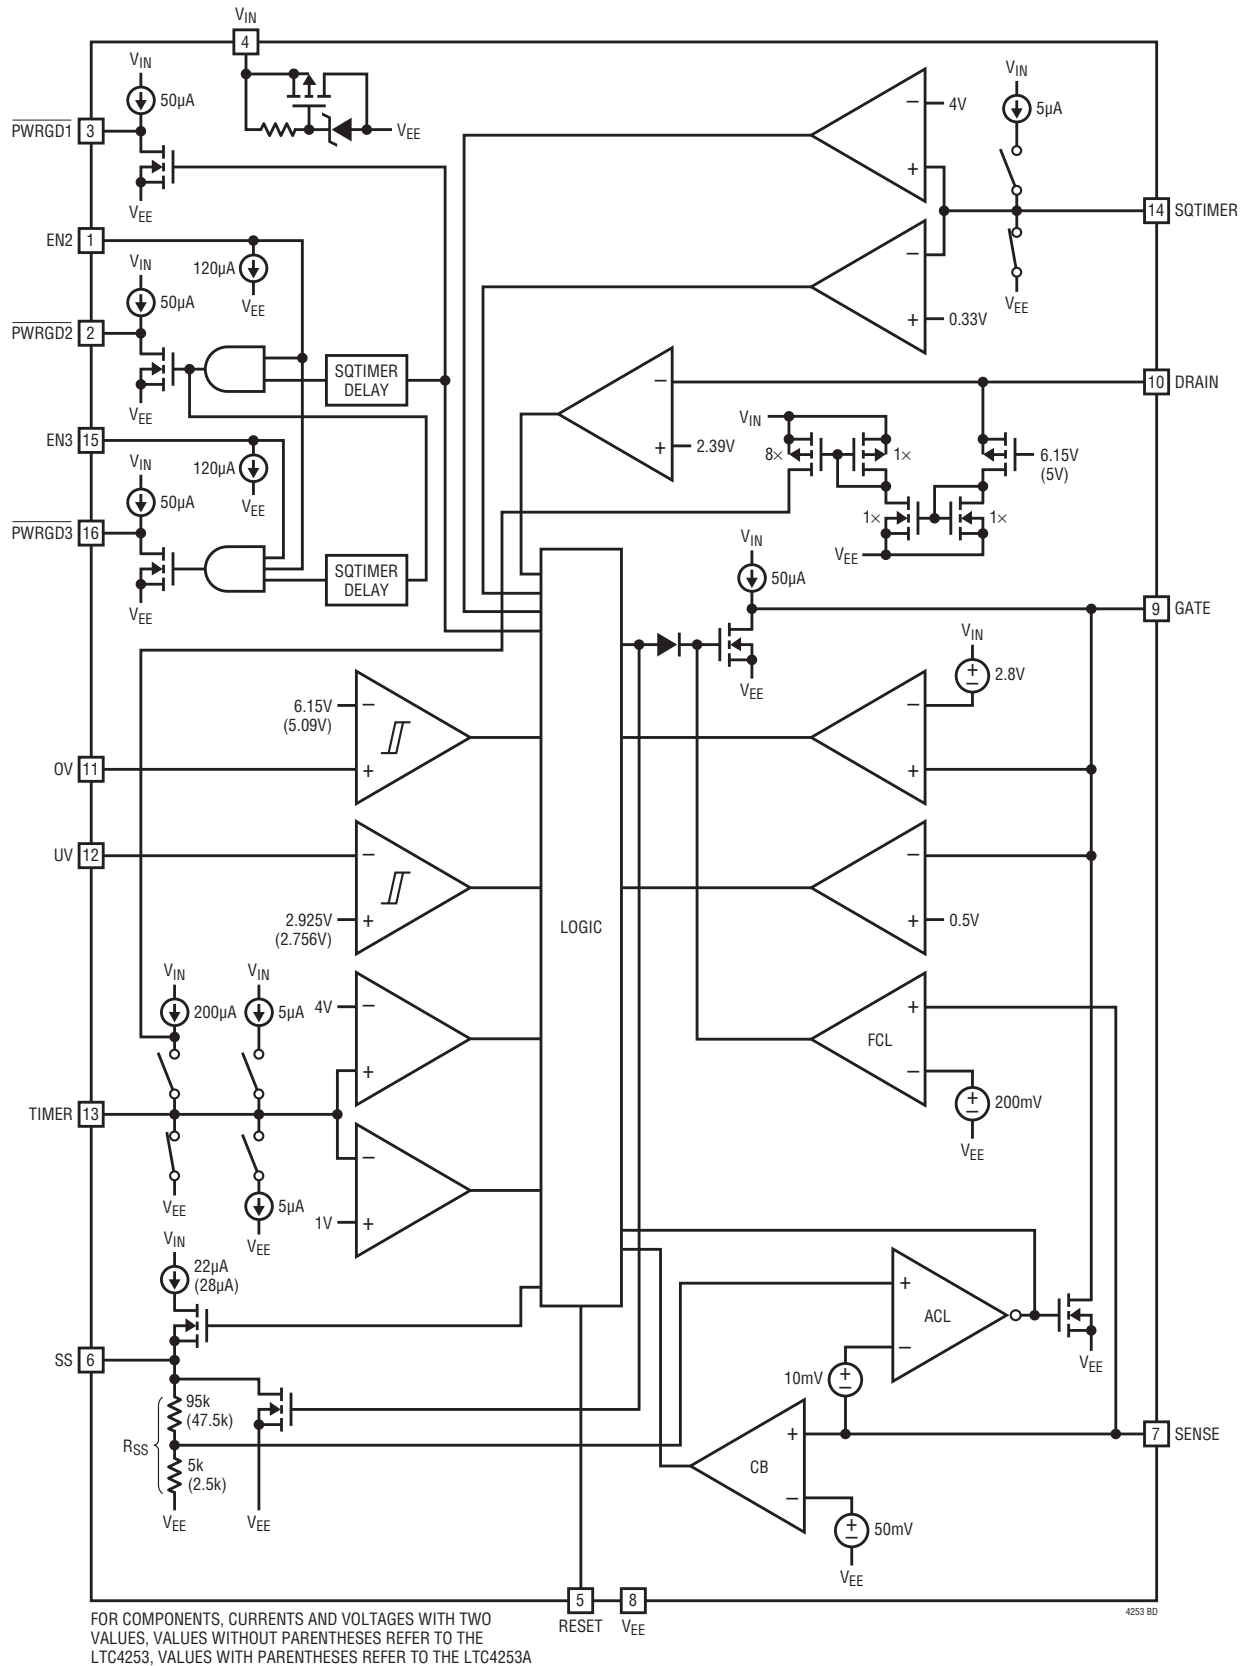 VIN
4
VIN
50µA
PWRGD1
3
VEE
VEE
4V
−
+
VIN
5µA
14
SQTIMER
VEE
−
+
0.33V
EN2
1
120µA
VEE
VIN
50µA
PWRGD2
2
SQTIMER
DELAY
VEE
EN3
15
120µA
VEE
VIN
50µA
PWRGD3
16
SQTIMER
DELAY
VEE
−
+
2.39V
10
DRAIN
VIN
8×
1×
6.15V
(5V)
1×
1×
VEE
VIN
50µA
9
GATE
VEE
6.15V
(5.09V)
−
+
OV
11
UV
12
−
+
2.925V
(2.756V)
LOGIC
VIN
+
−
2.8V
−
+
−
+
0.5V
FCL
+
−
+
−
200mV
VEE
VIN
200µA
VIN
5µA
4V
−
+
TIMER
13
−
+
1V
VEE
5µA
VEE
VIN
22µA
(28µA)
SS
6
95k
(47.5k)
RSS
5k
(2.5k)
VEE
VEE
+
−
ACL
VEE
10mV
+
−
7
SENSE
+
−
CB
+
−
50mV
VEE
5
RESET
8
VEE
4253 BD
FOR COMPONENTS, CURRENTS AND VOLTAGES WITH TWO
VALUES, VALUES WITHOUT PARENTHESES REFER TO THE
LTC4253, VALUES WITH PARENTHESES REFER TO THE LTC4253A